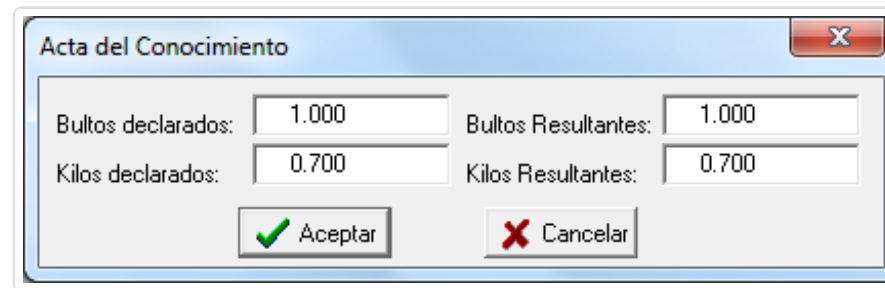 Acta del Conocimiento
Bultos declarados: 1.000 Bultos Resultantes: 1.000
Kilos declarados: 0.700 Kilos Resultantes: 0.700
Aceptar Cancelar